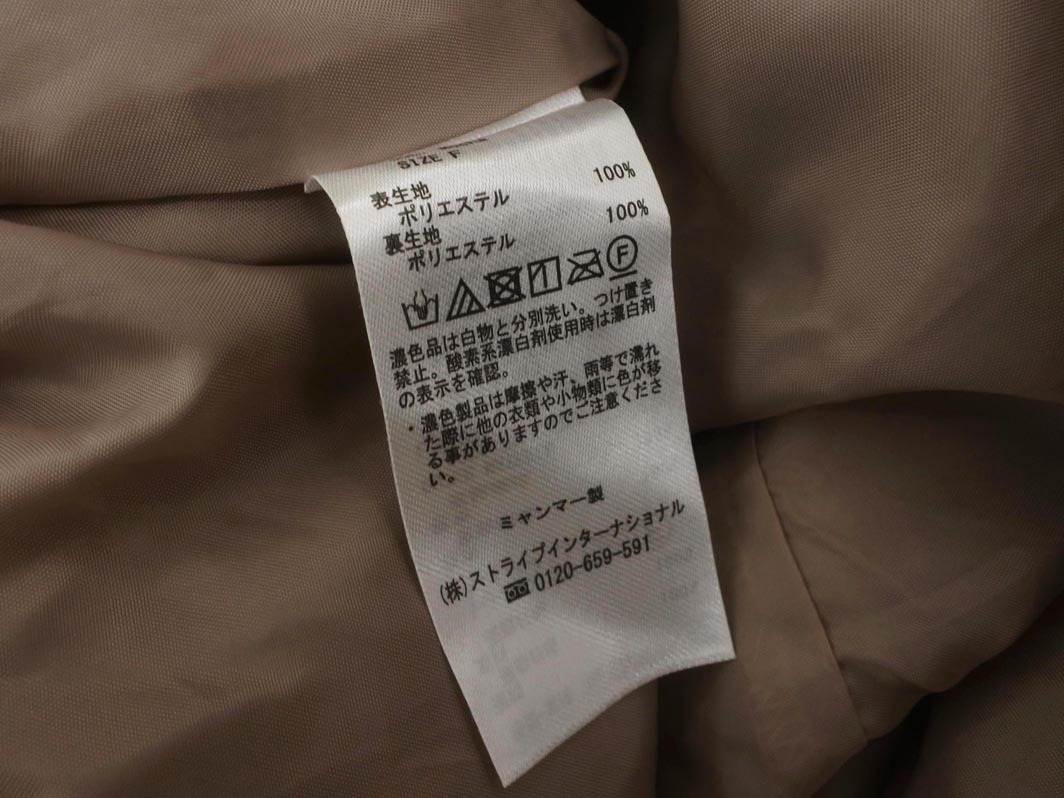 SIZE F
表生地
ポリエステル 100%
裏生地
ポリエステル 100%
F
濃色品は白物と分別洗い。つけ置き
禁止。酸素系漂白剤使用時は漂白剤
の表示を確認。
・濃色製品は摩擦や汗、雨等で濡れ
た際に他の衣類や小物類に色が移
る事がありますのでご注意くださ
い。
ミャンマー製
(株)ストライプインターナショナル
0120-659-591